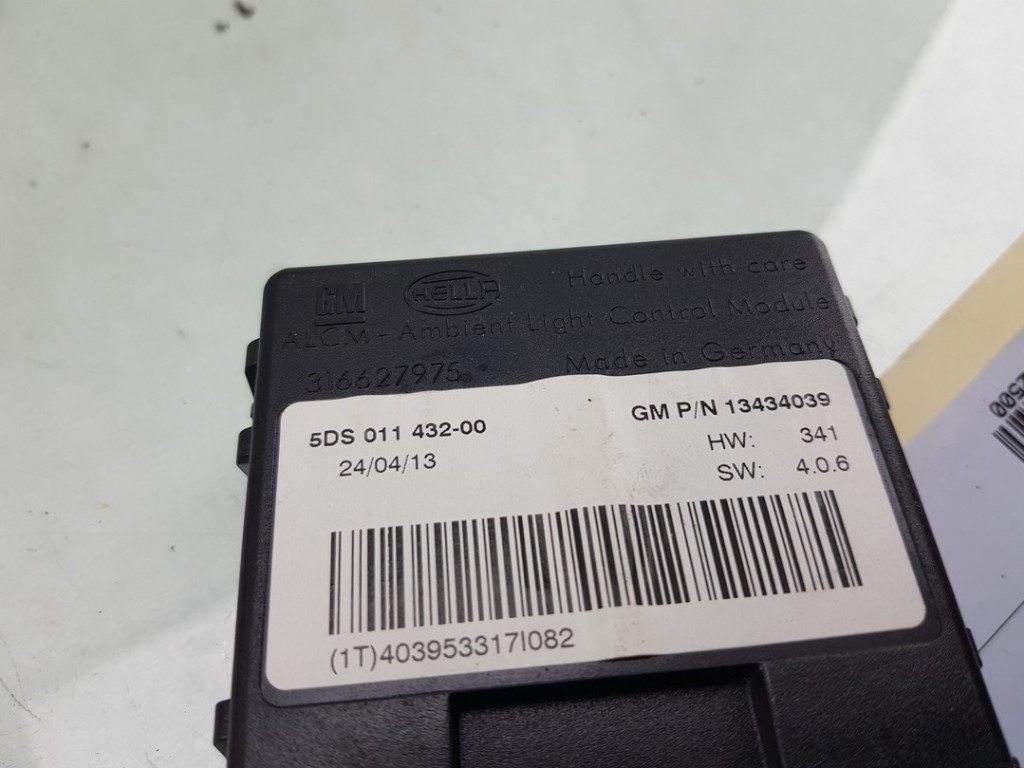 GM HELLA Handle with care
ALCM - Ambient Light Control Module
316627975 Made in Germany
5DS 011 432-00 GM P/N 13434039
24/04/13 HW: 341
SW: 4.0.6
(1T)403953317I082